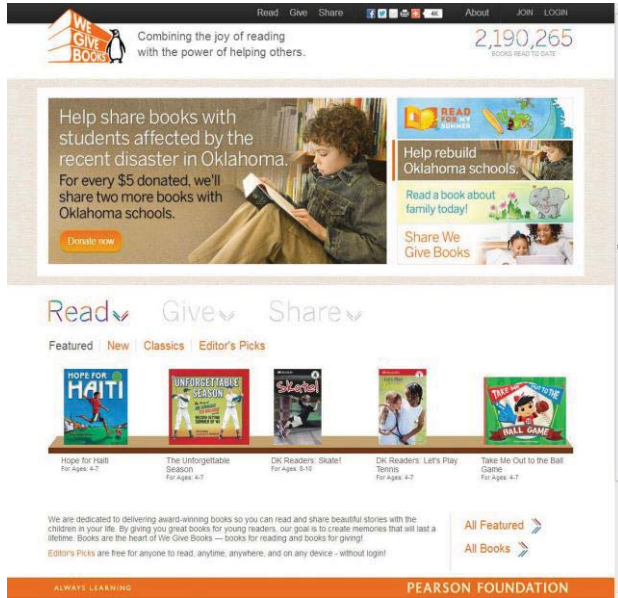 Read Give Share 4K About JOIN LOGIN
WE
GIVE
BOOKS
Combining the joy of reading
with the power of helping others.
2,190,265
BOOKS READ TO DATE
Help share books with
students affected by the
recent disaster in Oklahoma.
For every $5 donated, we'll
share two more books with
Oklahoma schools.
Donate now
READ
FOR MY
SUMMER
Help rebuild
Oklahoma schools.
Read a book about
family today!
Share We
Give Books
Read Give Share
Featured New Classics Editor's Picks
HOPE FOR
HAITI
UNFORGETTABLE
SEASON
Skate!
Let's Play
TAKE ME OUT TO THE
BALL GAME
Hope for Haiti
For Ages: 4-7
The Unforgettable
Season
For Ages: 4-7
DK Readers: Skate!
For Ages: 8-10
DK Readers: Let's Play
Tennis
For Ages: 4-7
Take Me Out to the Ball
Game
For Ages: 4-7
We are dedicated to delivering award-winning books so you can read and share beautiful stories with the
children in your life. By giving you great books for young readers, our goal is to create memories that will last a
lifetime. Books are the heart of We Give Books — books for reading and books for giving!
Editor's Picks are free for anyone to read, anytime, anywhere, and on any device - without login!
All Featured
All Books
ALWAYS LEARNING
PEARSON FOUNDATION